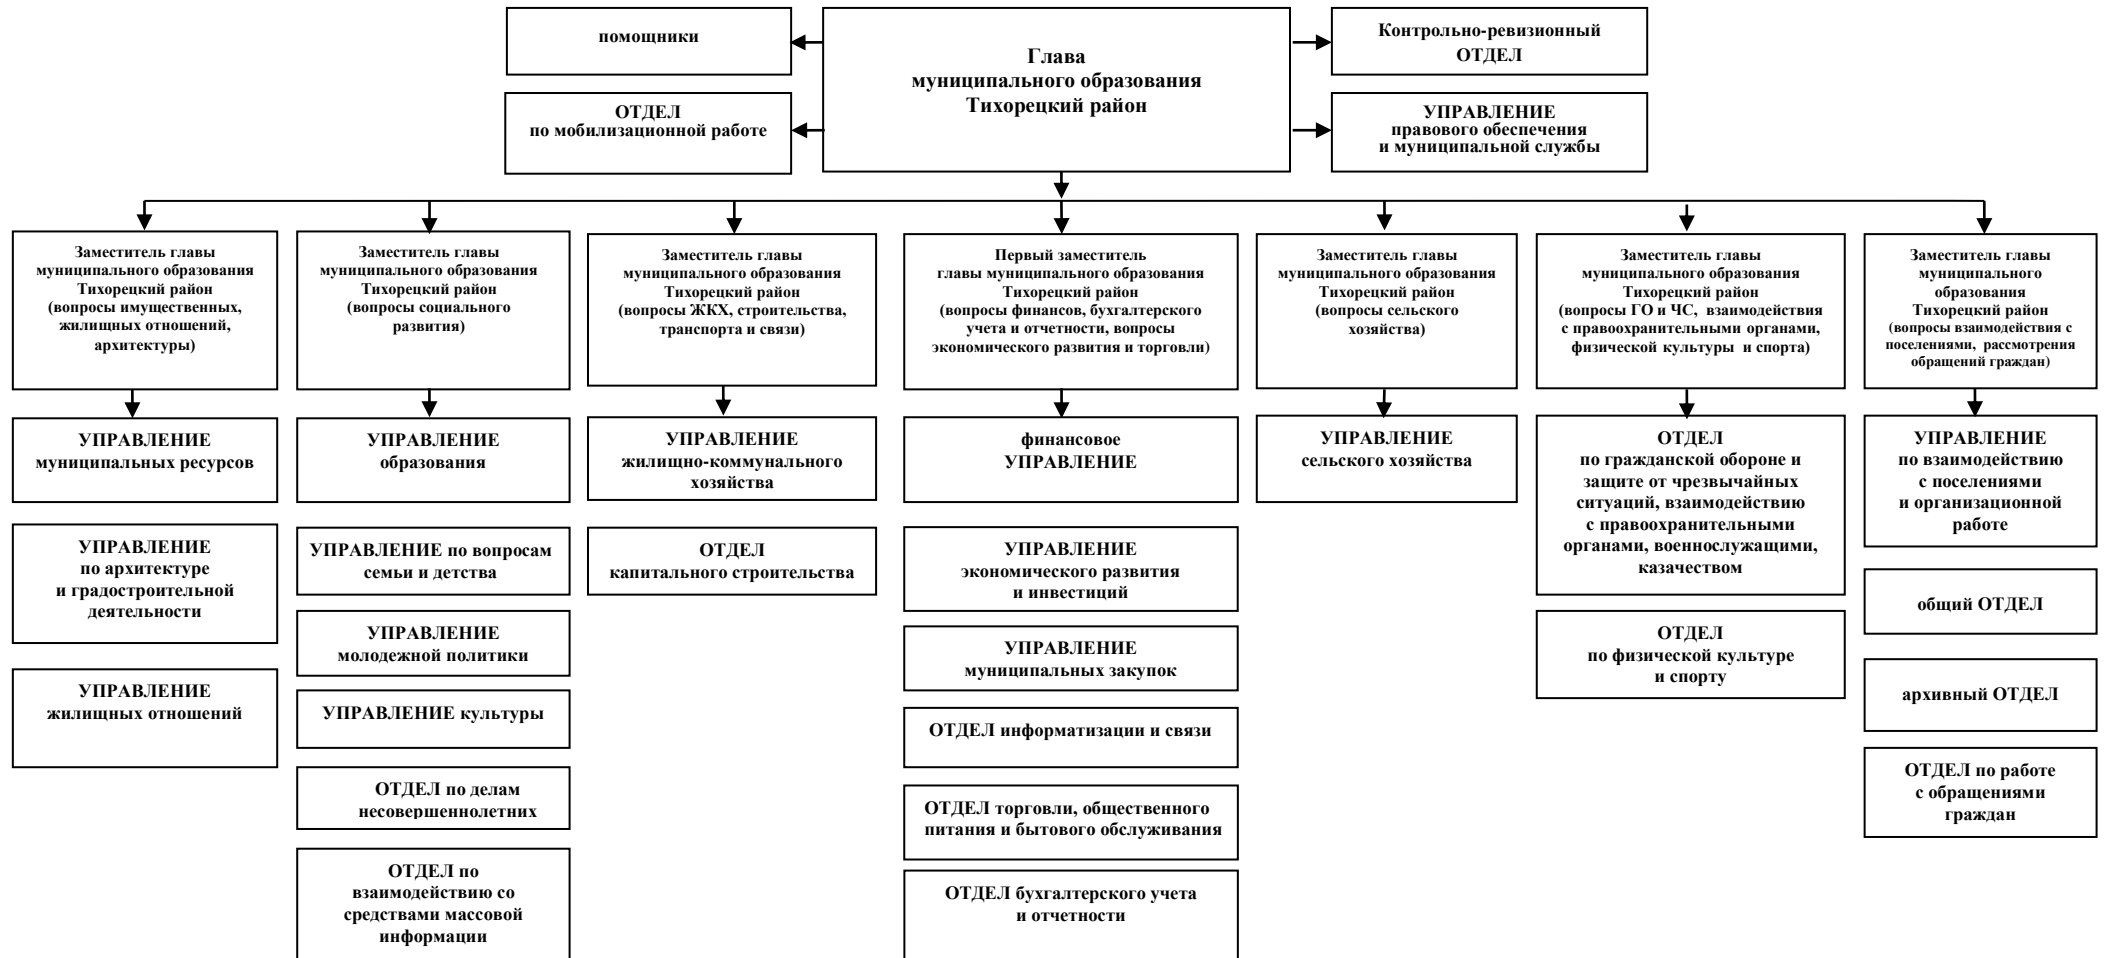 помощники
Глава
муниципального образования
Тихорецкий район
Контрольно-ревизионный
ОТДЕЛ
ОТДЕЛ
по мобилизационной работе
УПРАВЛЕНИЕ
правового обеспечения
и муниципальной службы
Заместитель главы
муниципального образования
Тихорецкий район
(вопросы имущественных,
жилищных отношений,
архитектуры)
Заместитель главы
муниципального образования
Тихорецкий район
(вопросы социального
развития)
Заместитель главы
муниципального образования
Тихорецкий район
(вопросы ЖКХ, строительства,
транспорта и связи)
Первый заместитель
главы муниципального образования
Тихорецкий район
(вопросы финансов, бухгалтерского
учета и отчетности, вопросы
экономического развития и торговли)
Заместитель главы
муниципального образования
Тихорецкий район
(вопросы сельского
хозяйства)
Заместитель главы
муниципального образования
Тихорецкий район
(вопросы ГО и ЧС, взаимодействия
с правоохранительными органами,
физической культуры и спорта)
Заместитель главы
муниципального
образования
Тихорецкий район
(вопросы взаимодействия с
поселениями, рассмотрения
обращений граждан)
УПРАВЛЕНИЕ
муниципальных ресурсов
УПРАВЛЕНИЕ
образования
УПРАВЛЕНИЕ
жилищно-коммунального
хозяйства
финансовое
УПРАВЛЕНИЕ
УПРАВЛЕНИЕ
сельского хозяйства
ОТДЕЛ
по гражданской обороне и
защите от чрезвычайных
ситуаций, взаимодействию
с правоохранительными
органами, военнослужащими,
казачеством
УПРАВЛЕНИЕ
по взаимодействию
с поселениями
и организационной
работе
УПРАВЛЕНИЕ
по архитектуре
и градостроительной
деятельности
УПРАВЛЕНИЕ по вопросам
семьи и детства
ОТДЕЛ
капитального строительства
УПРАВЛЕНИЕ
экономического развития
и инвестиций
общий ОТДЕЛ
УПРАВЛЕНИЕ
молодежной политики
УПРАВЛЕНИЕ
муниципальных закупок
ОТДЕЛ
по физической культуре
и спорту
УПРАВЛЕНИЕ
жилищных отношений
УПРАВЛЕНИЕ культуры
ОТДЕЛ информатизации и связи
архивный ОТДЕЛ
ОТДЕЛ по делам
несовершеннолетних
ОТДЕЛ торговли, общественного
питания и бытового обслуживания
ОТДЕЛ по работе
с обращениями
граждан
ОТДЕЛ по
взаимодействию со
средствами массовой
информации
ОТДЕЛ бухгалтерского учета
и отчетности